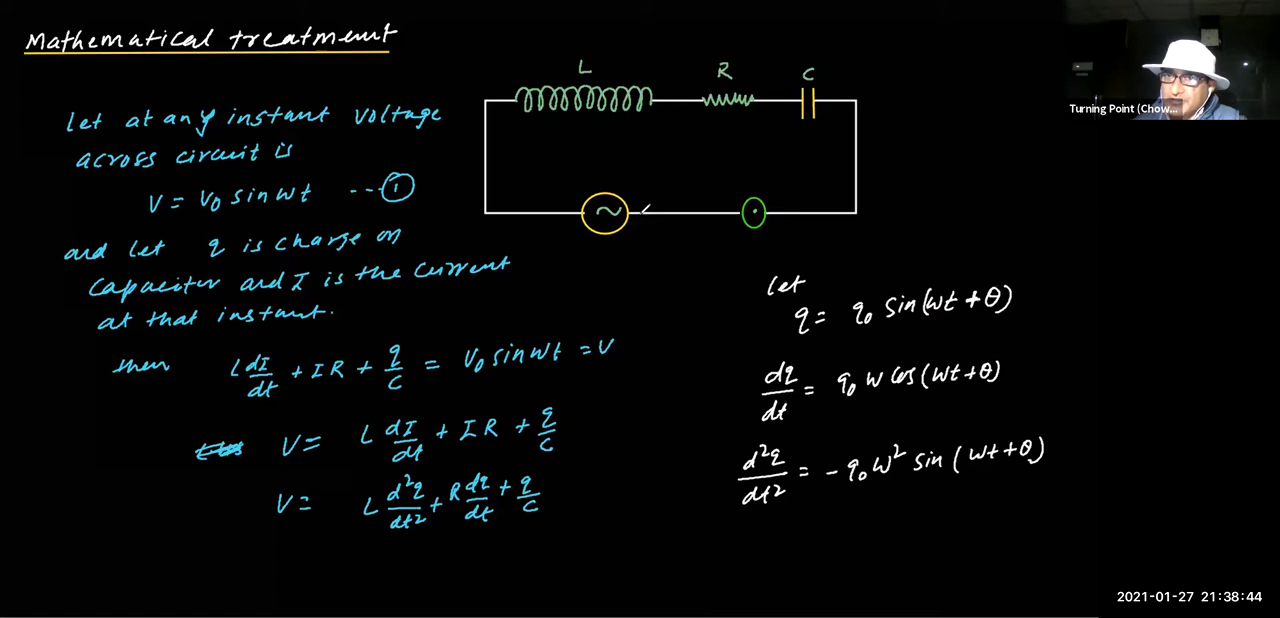 Mathematical treatment
Let at any instant voltage
across circuit is
V = V₀ sin wt ---①
and let q is charge on
capacitor and I is the current
at that instant.
then L dI/dt + IR + q/C = V₀ sin wt = V
V = L dI/dt + IR + q/C
V = L d²q/dt² + R dq/dt + q/C
L R C
~
let
q = q₀ sin(wt + θ)
dq/dt = q₀ w cos(wt + θ)
d²q/dt² = - q₀ w² sin (wt + θ)
Turning Point (Chow...
2021-01-27 21:38:44